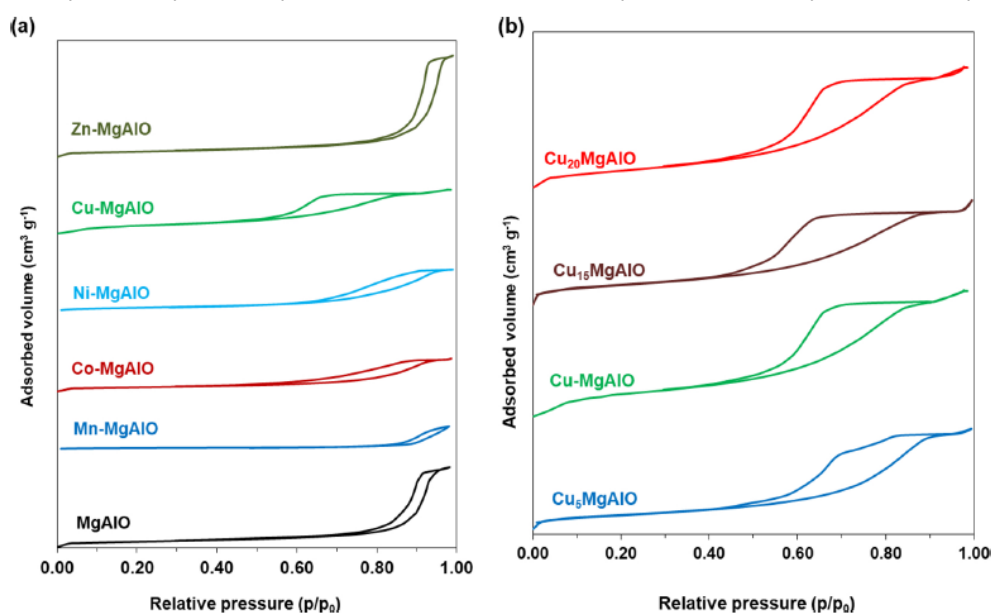 (a)
Adsorbed volume (cm³ g⁻¹)
Zn-MgAlO
Cu-MgAlO
Ni-MgAlO
Co-MgAlO
Mn-MgAlO
MgAlO
0.00 0.20 0.40 0.60 0.80 1.00
Relative pressure (p/p₀)
(b)
Adsorbed volume (cm³ g⁻¹)
Cu₂₀MgAlO
Cu₁₅MgAlO
Cu-MgAlO
Cu₅MgAlO
0.00 0.20 0.40 0.60 0.80 1.00
Relative pressure (p/p₀)